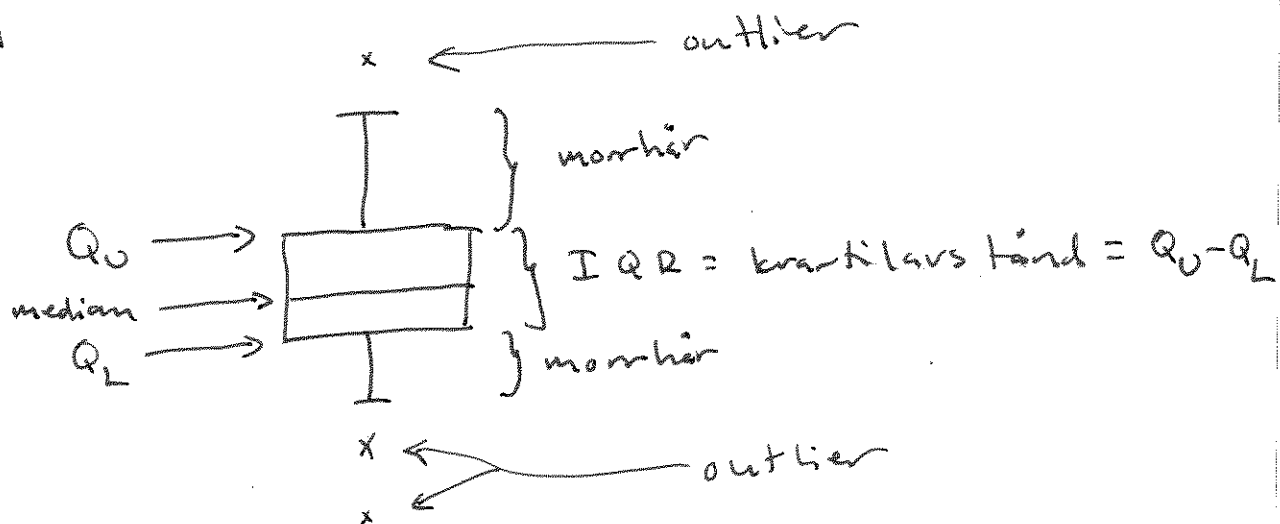 outlier
morrhår
Q_U
IQR = kvartilavstånd = Q_U - Q_L
median
Q_L
morrhår
outlier